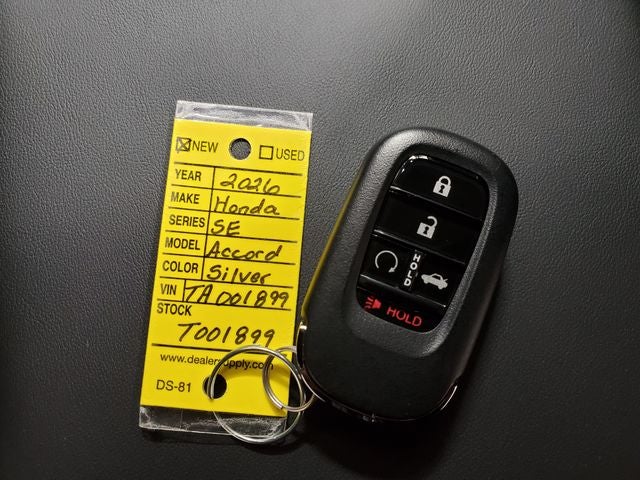 NEW USED
YEAR 2026
MAKE Honda
SERIES SE
MODEL Accord
COLOR Silver
VIN TA001899
STOCK
T001899
www.dealersupply.com
DS-81
HOLD
HOLD